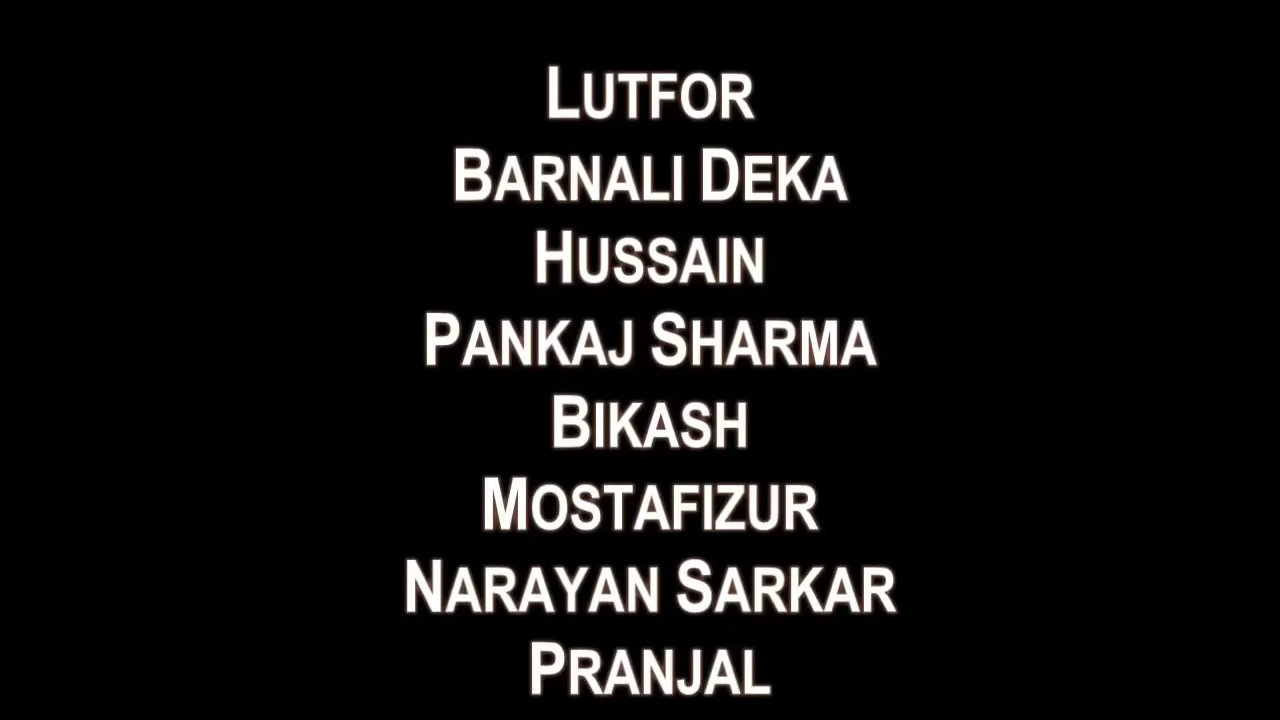 LUTFOR
BARNALI DEKA
HUSSAIN
PANKAJ SHARMA
BIKASH
MOSTAFIZUR
NARAYAN SARKAR
PRANJAL